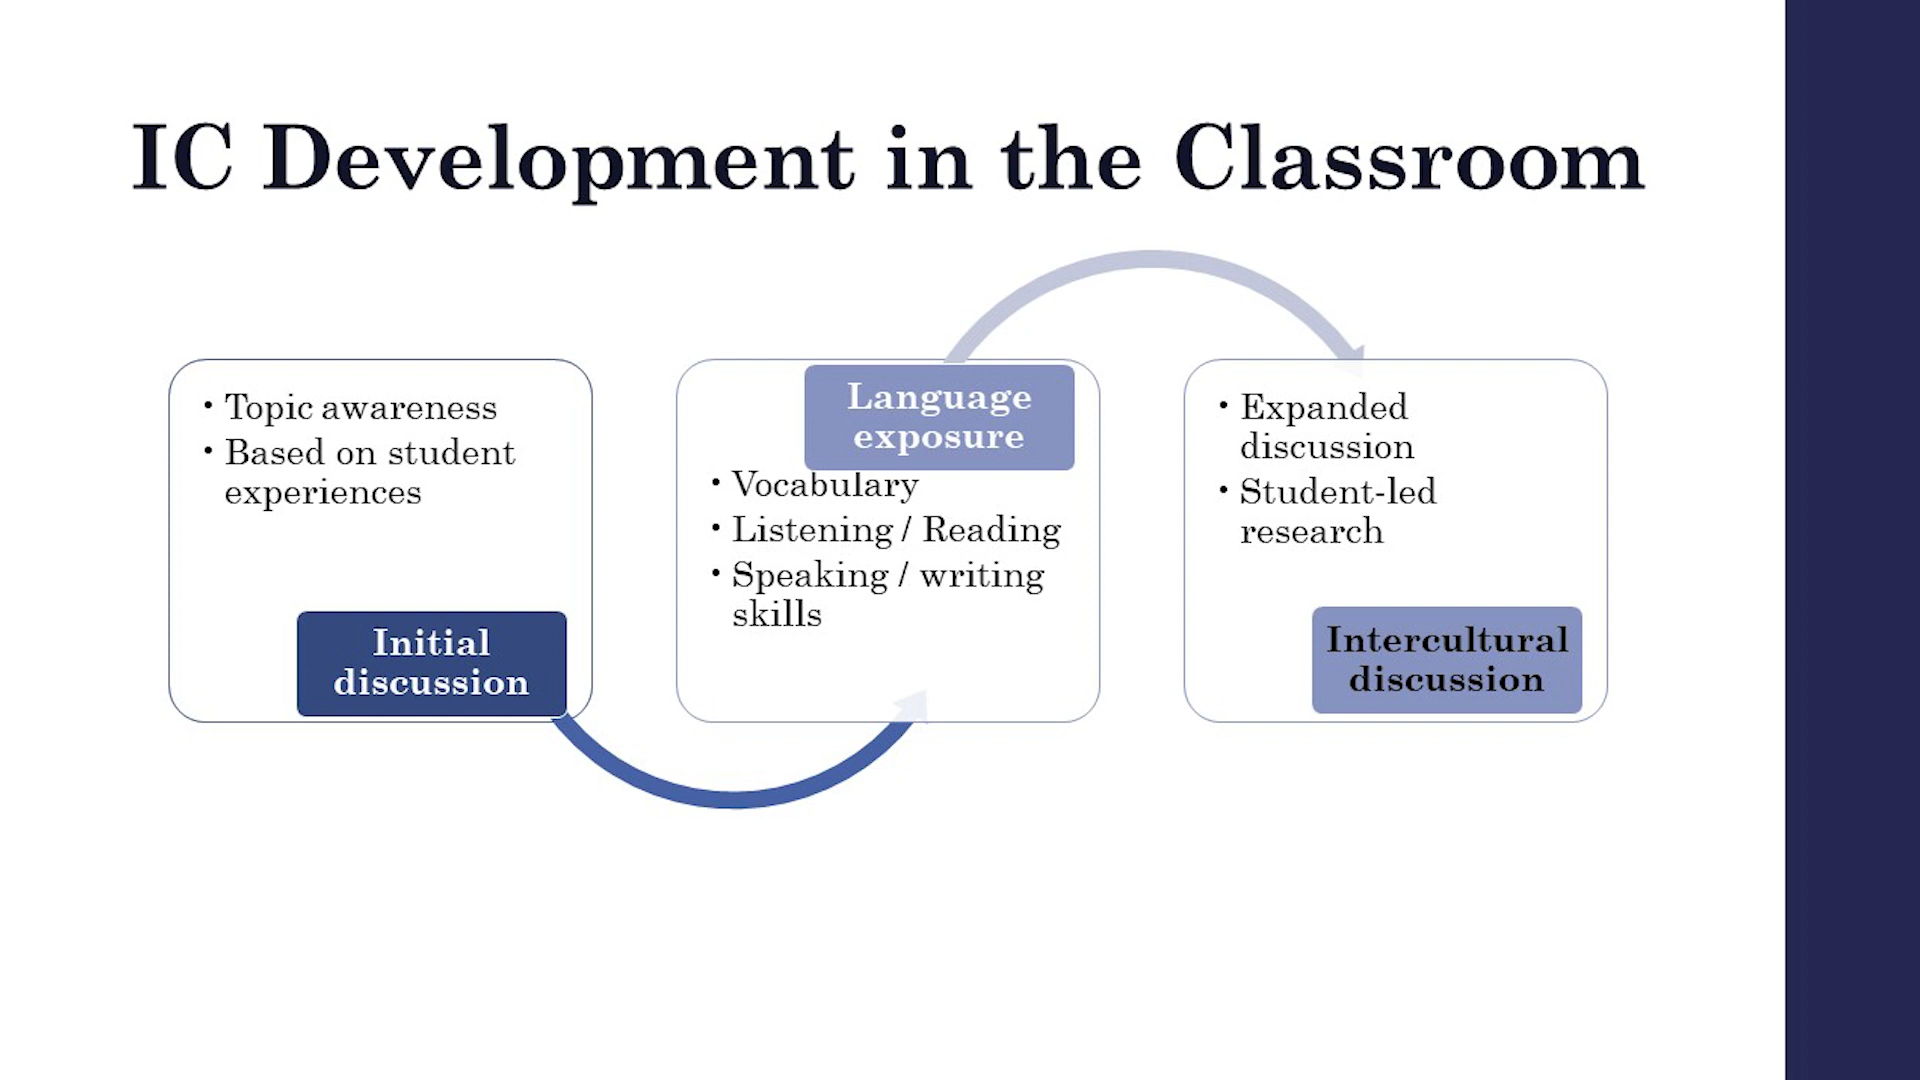 IC Development in the Classroom
• Topic awareness
• Based on student
experiences
Initial
discussion
Language
exposure
• Vocabulary
• Listening / Reading
• Speaking / writing
skills
• Expanded
discussion
• Student-led
research
Intercultural
discussion